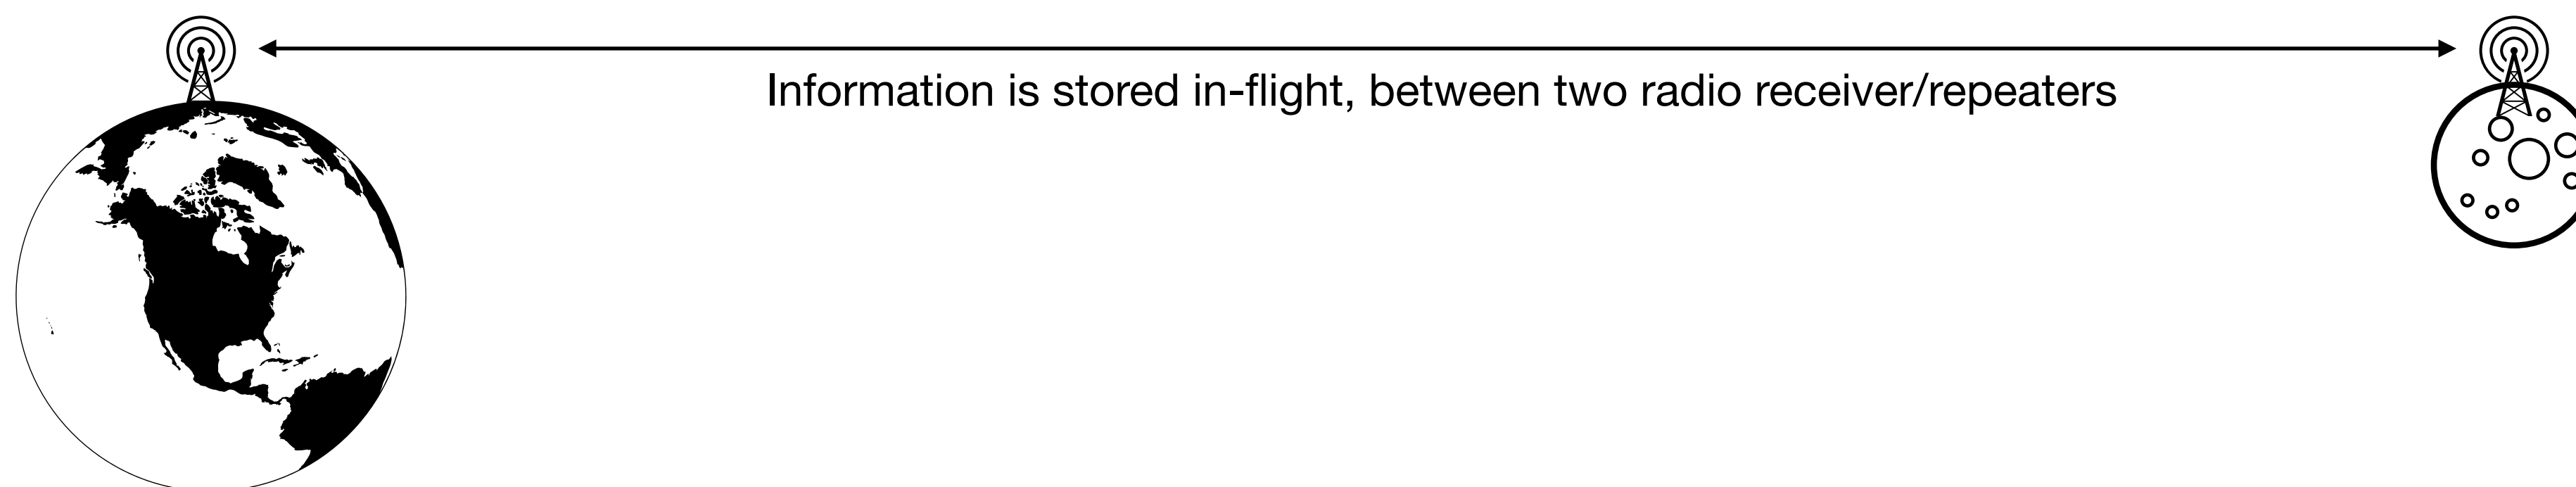 Information is stored in-flight, between two radio receiver/repeaters